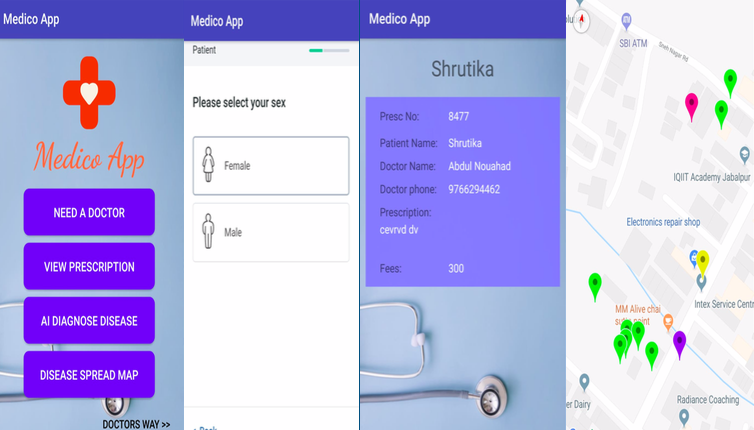 Medico App
Medico App
NEED A DOCTOR
VIEW PRESCRIPTION
AI DIAGNOSE DISEASE
DISEASE SPREAD MAP
DOCTORS WAY >>
Medico App
Patient
Please select your sex
Female
Male
Medico App
Shrutika
Presc No: 8477
Patient Name: Shrutika
Doctor Name: Abdul Nouahad
Doctor phone: 9766294462
Prescription:
cevrvd dv
Fees: 300
SBI ATM
Sneh Nagar Rd
IQIIT Academy Jabalpur
Electronics repair shop
Intex Service Centr
MM Alive chai
point
er Dairy
Radiance Coaching